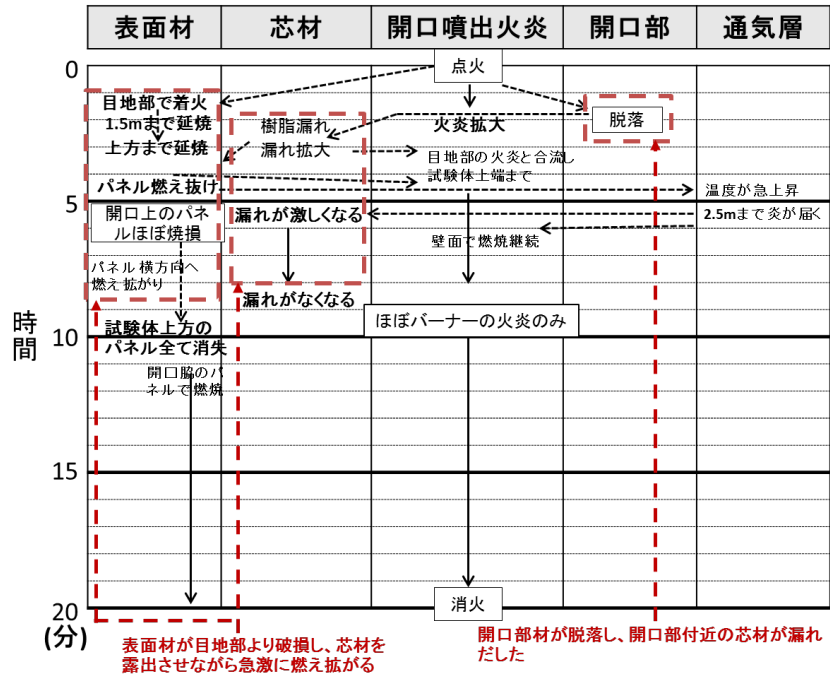 表面材
芯材
開口噴出火炎
開口部
通気層
0
点火
目地部で着火
1.5mまで延焼
上方まで延焼
樹脂漏れ
漏れ拡大
火炎拡大
脱落
目地部の火炎と合流し
試験体上端まで
パネル燃え抜け
温度が急上昇
5
開口上のパ
ネルほぼ焼損
漏れが激しくなる
2.5mまで炎が届く
壁面で燃焼継続
パネル横方向へ
燃え拡がり
漏れがなくなる
時間
試験体上方の
パネル全て消失
ほぼバーナーの火炎のみ
10
開口脇のパ
ネルで燃焼
15
20
(分)
消火
表面材が目地部より破損し、芯材を
露出させながら急激に燃え拡がる
開口部材が脱落し、開口部付近の芯材が漏れ
だした